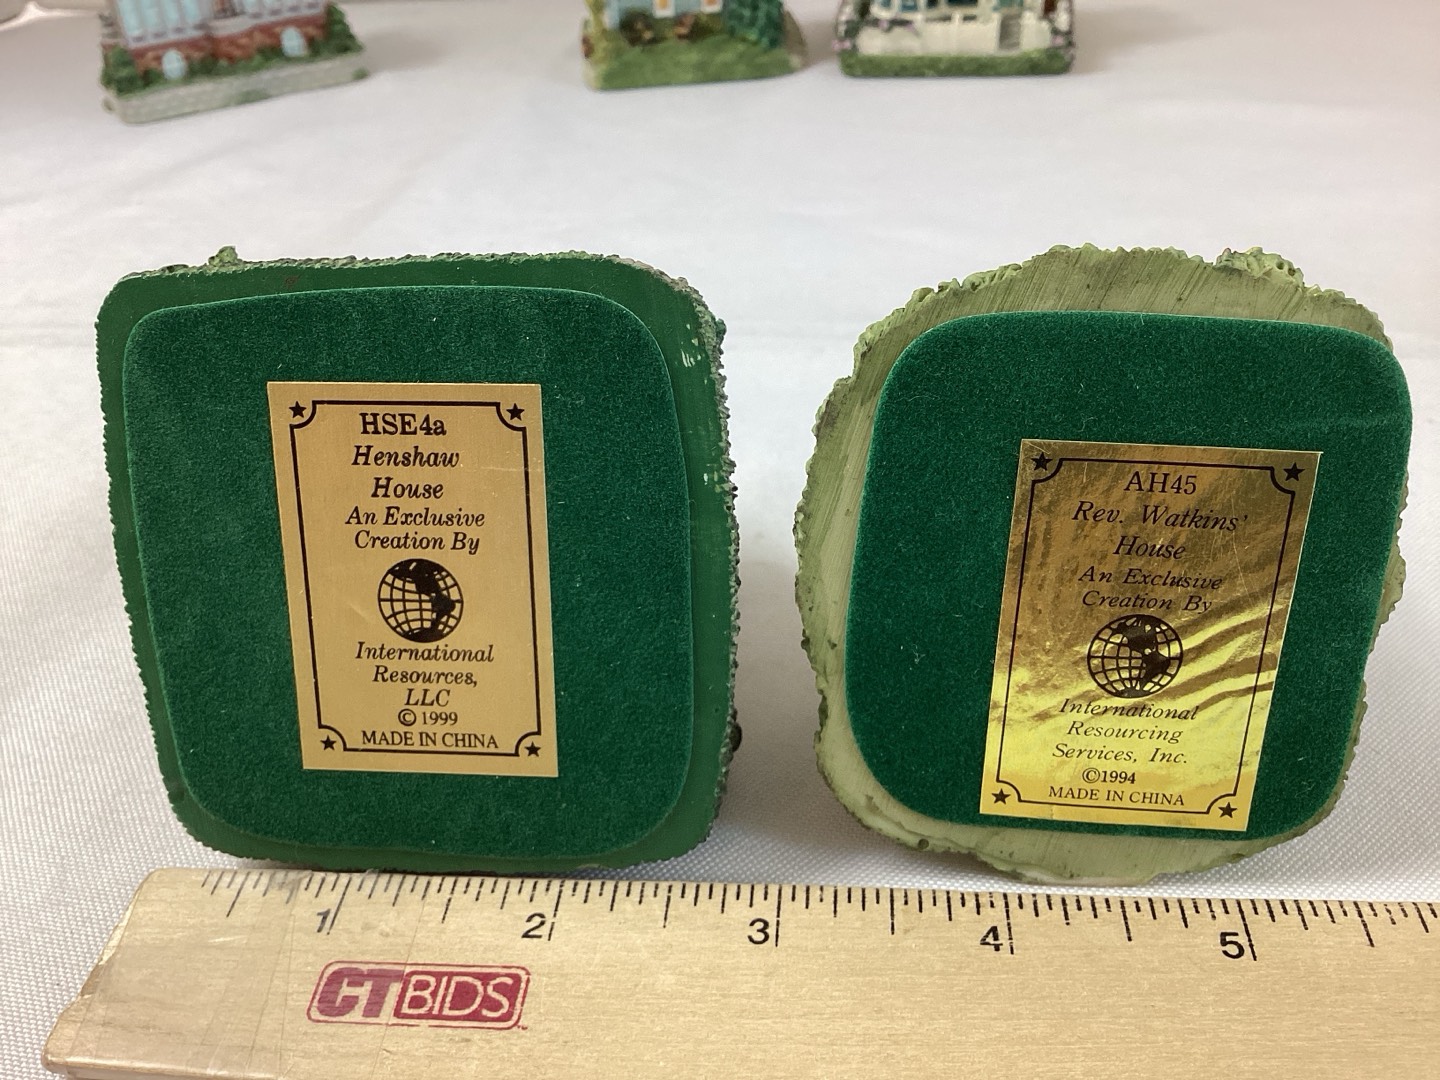 HSE4a
Henshaw
House
An Exclusive
Creation By
International
Resources,
LLC
© 1999
MADE IN CHINA
AH45
Rev. Watkins'
House
An Exclusive
Creation By
International
Resourcing
Services, Inc.
©1994
MADE IN CHINA
1 2 3 4 5
CTBIDS